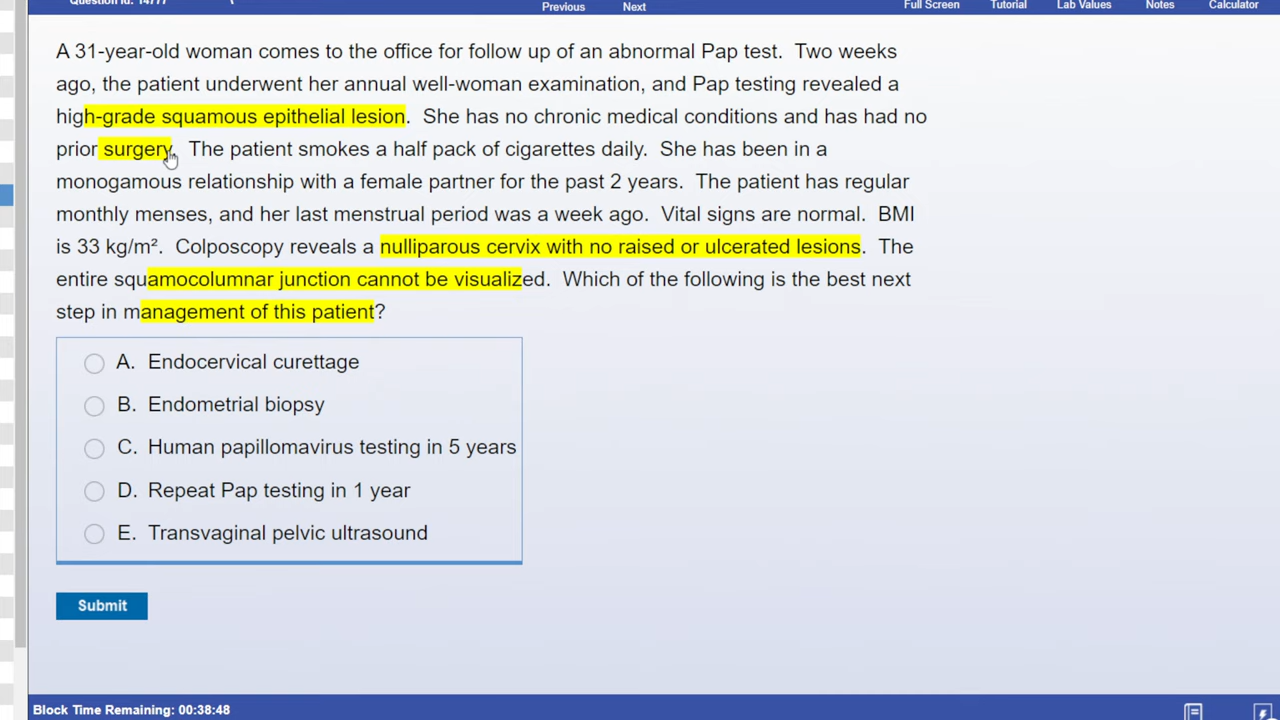 Question Id: 14777
Previous
Next
Full Screen
Tutorial
Lab Values
Notes
Calculator
A 31-year-old woman comes to the office for follow up of an abnormal Pap test. Two weeks
ago, the patient underwent her annual well-woman examination, and Pap testing revealed a
high-grade squamous epithelial lesion. She has no chronic medical conditions and has had no
prior surgery. The patient smokes a half pack of cigarettes daily. She has been in a
monogamous relationship with a female partner for the past 2 years. The patient has regular
monthly menses, and her last menstrual period was a week ago. Vital signs are normal. BMI
is 33 kg/m². Colposcopy reveals a nulliparous cervix with no raised or ulcerated lesions. The
entire squamocolumnar junction cannot be visualized. Which of the following is the best next
step in management of this patient?
A. Endocervical curettage
B. Endometrial biopsy
C. Human papillomavirus testing in 5 years
D. Repeat Pap testing in 1 year
E. Transvaginal pelvic ultrasound
Submit
Block Time Remaining: 00:38:48